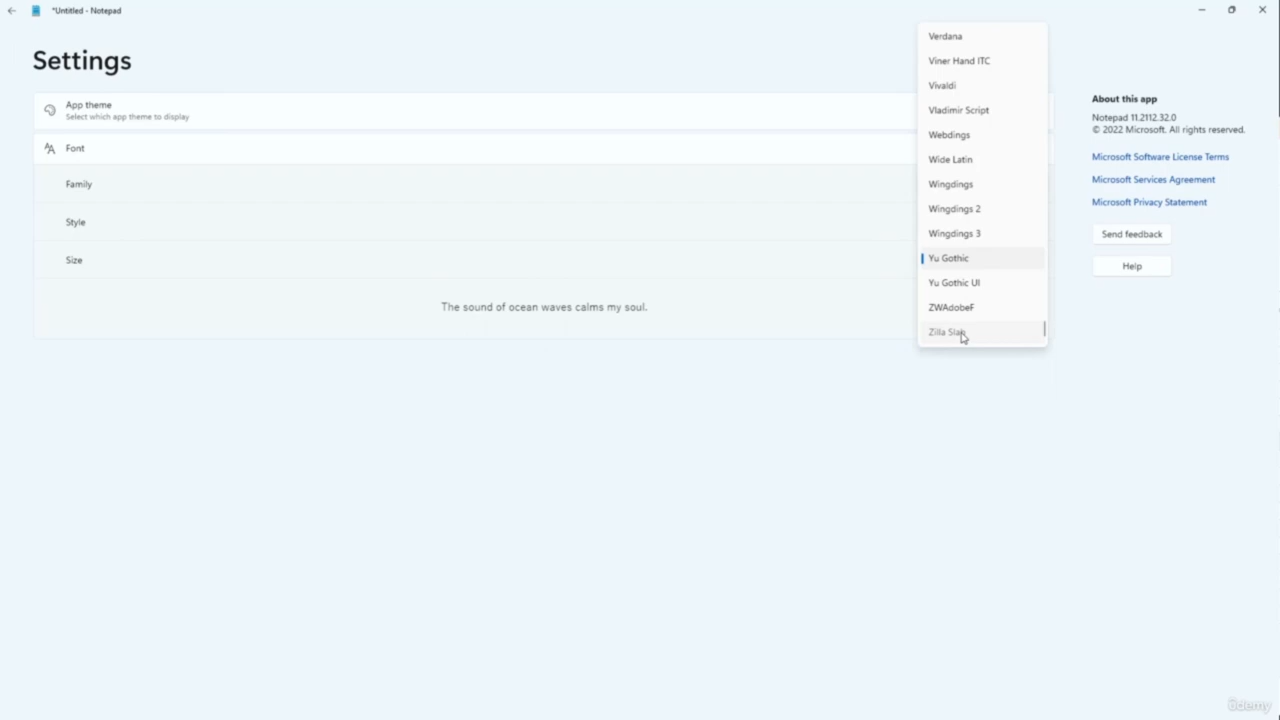 *Untitled - Notepad
Settings
App theme
Select which app theme to display
Font
Family
Style
Size
The sound of ocean waves calms my soul.
Verdana
Viner Hand ITC
Vivaldi
Vladimir Script
Webdings
Wide Latin
Wingdings
Wingdings 2
Wingdings 3
Yu Gothic
Yu Gothic UI
ZWAdobeF
Zilla Slab
About this app
Notepad 11.2112.32.0
© 2022 Microsoft. All rights reserved.
Microsoft Software License Terms
Microsoft Services Agreement
Microsoft Privacy Statement
Send feedback
Help
ûdemy